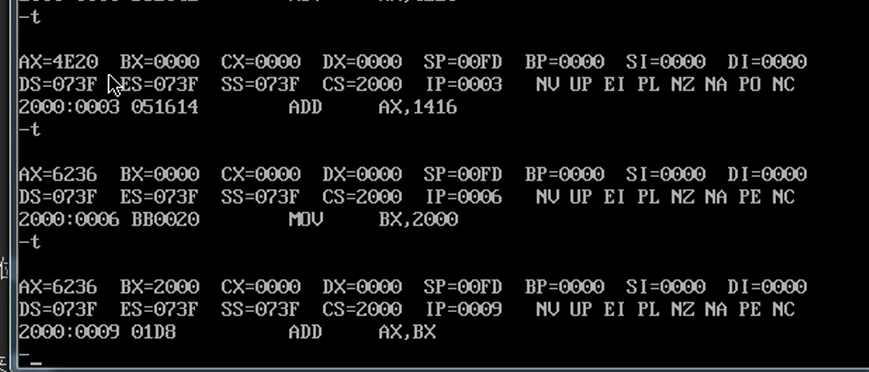 -t
AX=4E20 BX=0000 CX=0000 DX=0000 SP=00FD BP=0000 SI=0000 DI=0000
DS=073F ES=073F SS=073F CS=2000 IP=0003 NV UP EI PL NZ NA PO NC
2000:0003 051614 ADD AX,1416
-t
AX=6236 BX=0000 CX=0000 DX=0000 SP=00FD BP=0000 SI=0000 DI=0000
DS=073F ES=073F SS=073F CS=2000 IP=0006 NV UP EI PL NZ NA PE NC
2000:0006 BB0020 MOV BX,2000
-t
AX=6236 BX=2000 CX=0000 DX=0000 SP=00FD BP=0000 SI=0000 DI=0000
DS=073F ES=073F SS=073F CS=2000 IP=0009 NV UP EI PL NZ NA PE NC
2000:0009 01D8 ADD AX,BX
-_